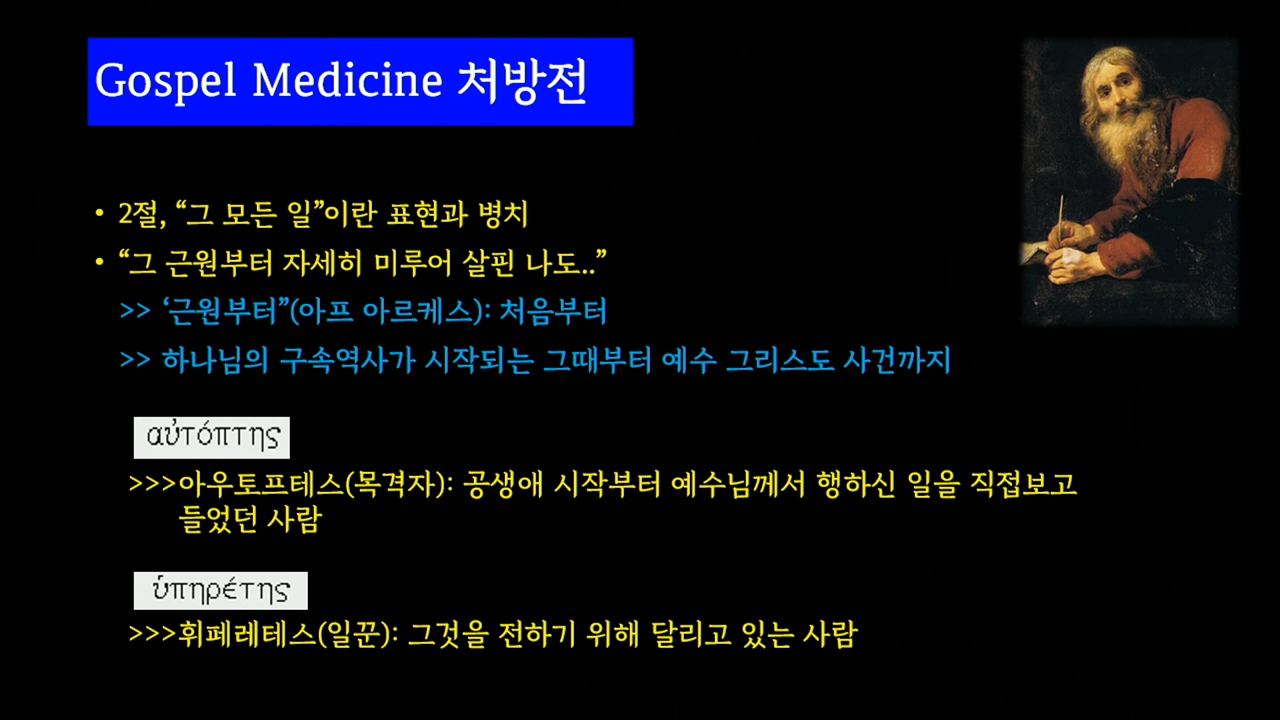 Gospel Medicine 처방전
• 2절, “그 모든 일”이란 표현과 병치
• “그 근원부터 자세히 미루어 살핀 나도..”
>> ‘근원부터”(아프 아르케스): 처음부터
>> 하나님의 구속역사가 시작되는 그때부터 예수 그리스도 사건까지
αὐτόπτης
>>>아우토프테스(목격자): 공생애 시작부터 예수님께서 행하신 일을 직접보고
들었던 사람
ὑπηρέτης
>>>휘페레테스(일꾼): 그것을 전하기 위해 달리고 있는 사람